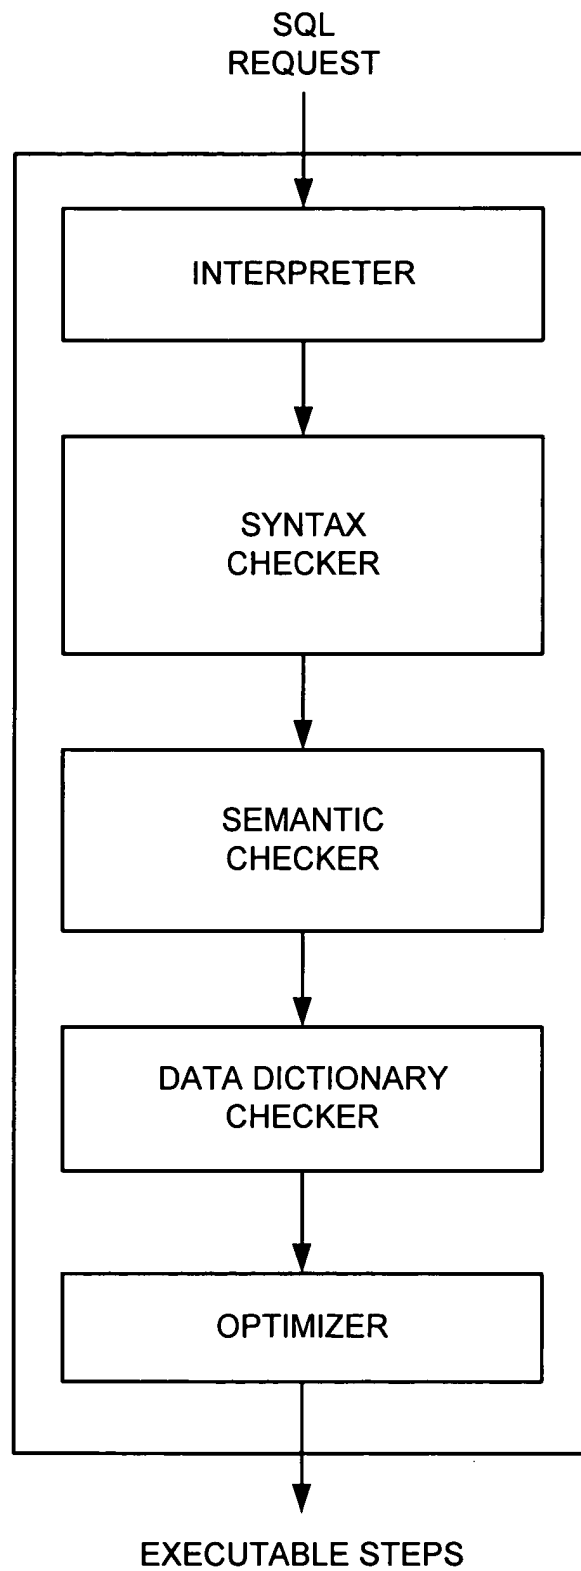 SQL
REQUEST
INTERPRETER
SYNTAX
CHECKER
SEMANTIC
CHECKER
DATA DICTIONARY
CHECKER
OPTIMIZER
EXECUTABLE STEPS